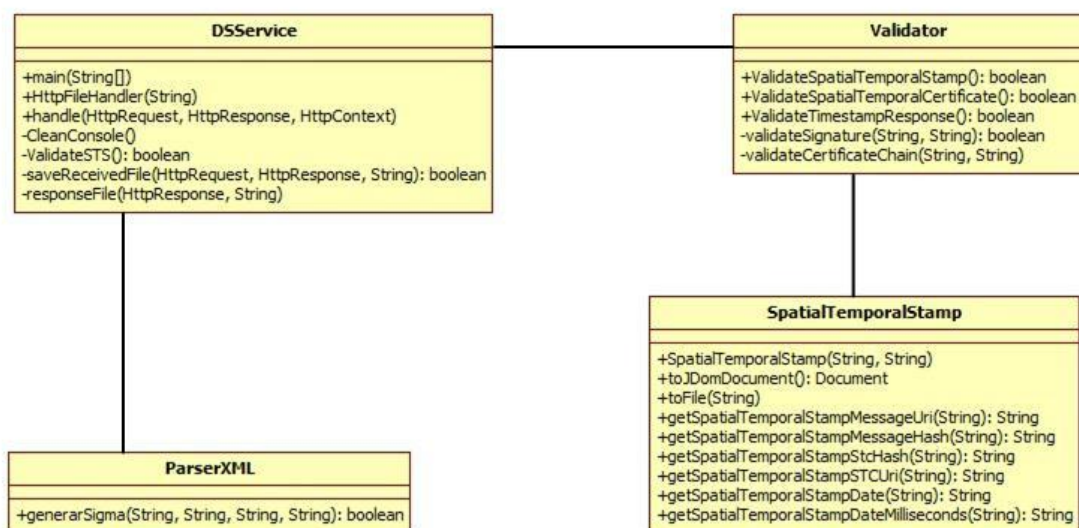 DSService
+main(String[])
+HttpFileHandler(String)
+handle(HttpRequest, HttpResponse, HttpContext)
-CleanConsole()
-ValidateSTS(): boolean
-saveReceivedFile(HttpRequest, HttpResponse, String): boolean
-responseFile(HttpResponse, String)
Validator
+ValidateSpatialTemporalStamp(): boolean
+ValidateSpatialTemporalCertificate(): boolean
+ValidateTimestampResponse(): boolean
-validateSignature(String, String): boolean
-validateCertificateChain(String, String)
SpatialTemporalStamp
+SpatialTemporalStamp(String, String)
+toJDomDocument(): Document
+toFile(String)
+getSpatialTemporalStampMessageUri(String): String
+getSpatialTemporalStampMessageHash(String): String
+getSpatialTemporalStampStcHash(String): String
+getSpatialTemporalStampSTCUri(String): String
+getSpatialTemporalStampDate(String): String
+getSpatialTemporalStampDateMilliseconds(String): String
ParserXML
+generarSigma(String, String, String, String): boolean